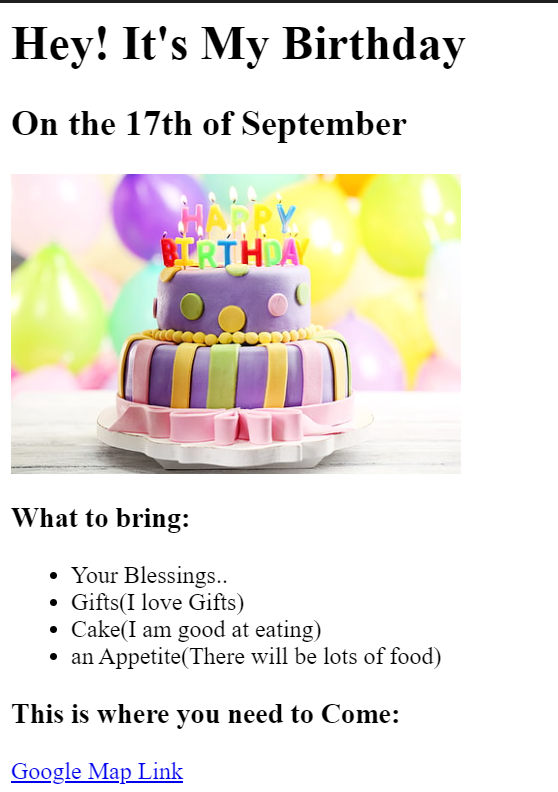 Hey! It's My Birthday
On the 17th of September
HAPPY
BIRTHDAY
What to bring:
Your Blessings..
Gifts(I love Gifts)
Cake(I am good at eating)
an Appetite(There will be lots of food)
This is where you need to Come:
Google Map Link